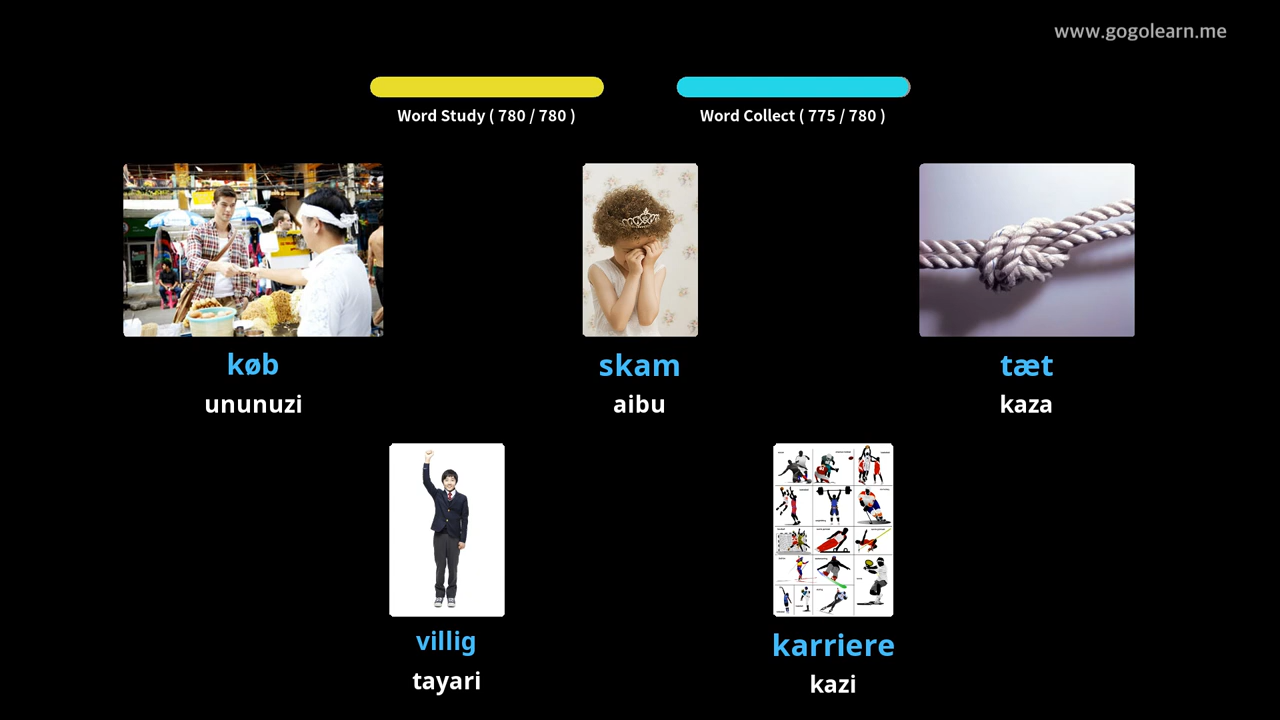 www.gogolearn.me
Word Study ( 780 / 780 )
Word Collect ( 775 / 780 )
køb
ununuzi
skam
aibu
tæt
kaza
villig
tayari
karriere
kazi